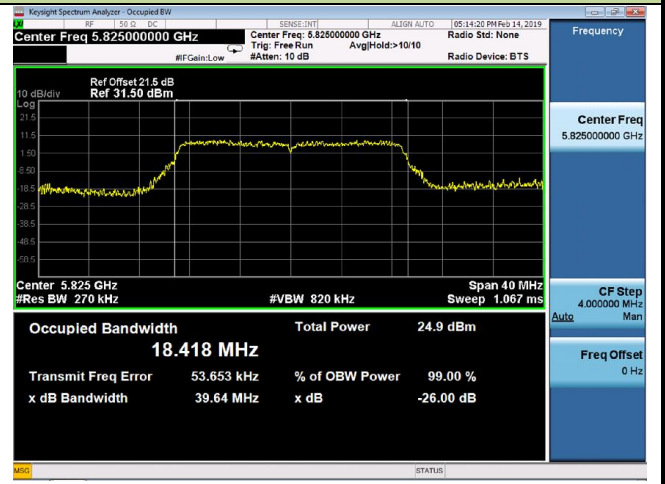 Keysight Spectrum Analyzer - Occupied BW
LXI RF 50 Ω DC SENSE:INT ALIGN AUTO 05:14:20 PM Feb 14, 2019
Center Freq 5.825000000 GHz Center Freq: 5.825000000 GHz Radio Std: None Frequency
Trig: Free Run Avg|Hold:>10/10
#IFGain:Low #Atten: 10 dB Radio Device: BTS
Ref Offset 21.5 dB
10 dB/div Ref 31.50 dBm
Log
21.5
11.5
1.50
-8.50
-18.5
-28.5
-38.5
-48.5
-58.5
Center Freq
5.825000000 GHz
Center 5.825 GHz Span 40 MHz
#Res BW 270 kHz #VBW 820 kHz Sweep 1.067 ms
CF Step
4.000000 MHz
Auto Man
Occupied Bandwidth Total Power 24.9 dBm
18.418 MHz
Transmit Freq Error 53.653 kHz % of OBW Power 99.00 %
x dB Bandwidth 39.64 MHz x dB -26.00 dB
Freq Offset
0 Hz
MSG STATUS